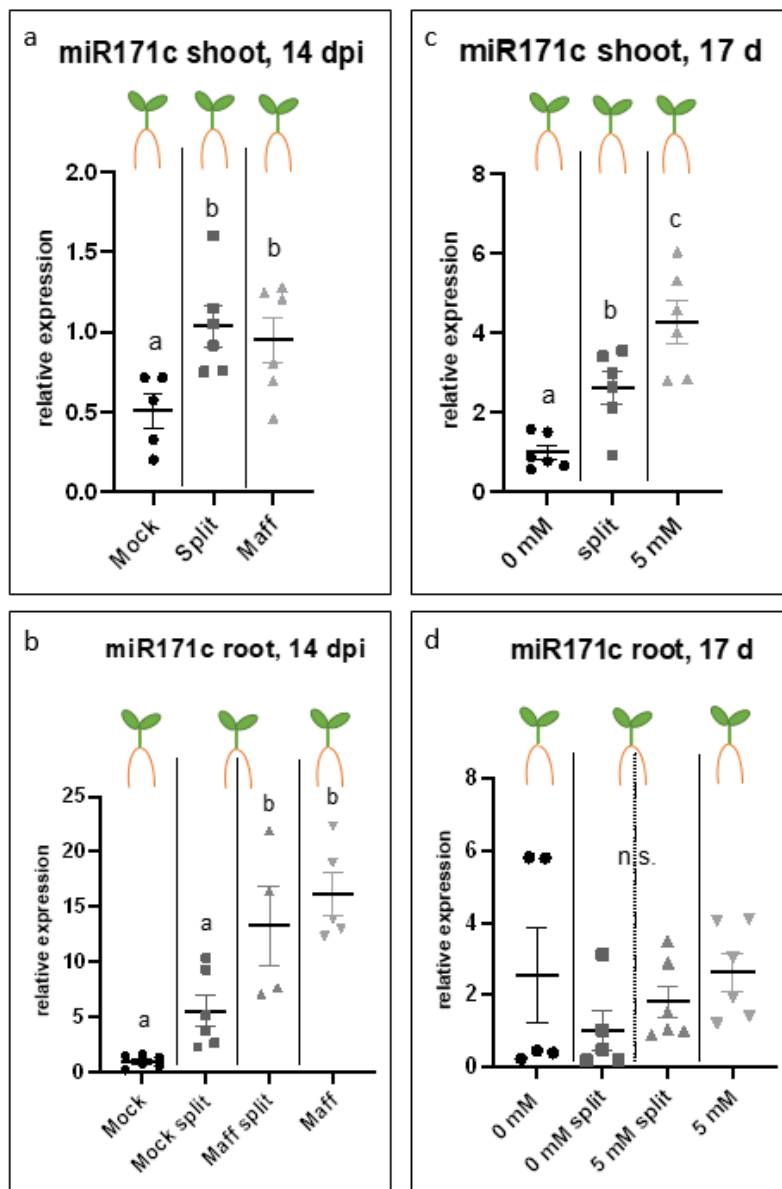 a
miR171c shoot, 14 dpi
relative expression
2.0
1.5
1.0
0.5
0.0
a
b
b
Mock
Split
Maff
c
miR171c shoot, 17 d
relative expression
8
6
4
2
0
a
b
c
0 mM
split
5 mM
b
miR171c root, 14 dpi
relative expression
25
20
15
10
5
0
a
a
b
b
Mock
Mock split
Maff split
Maff
d
miR171c root, 17 d
relative expression
8
6
4
2
0
n.s.
0 mM
0 mM split
5 mM split
5 mM